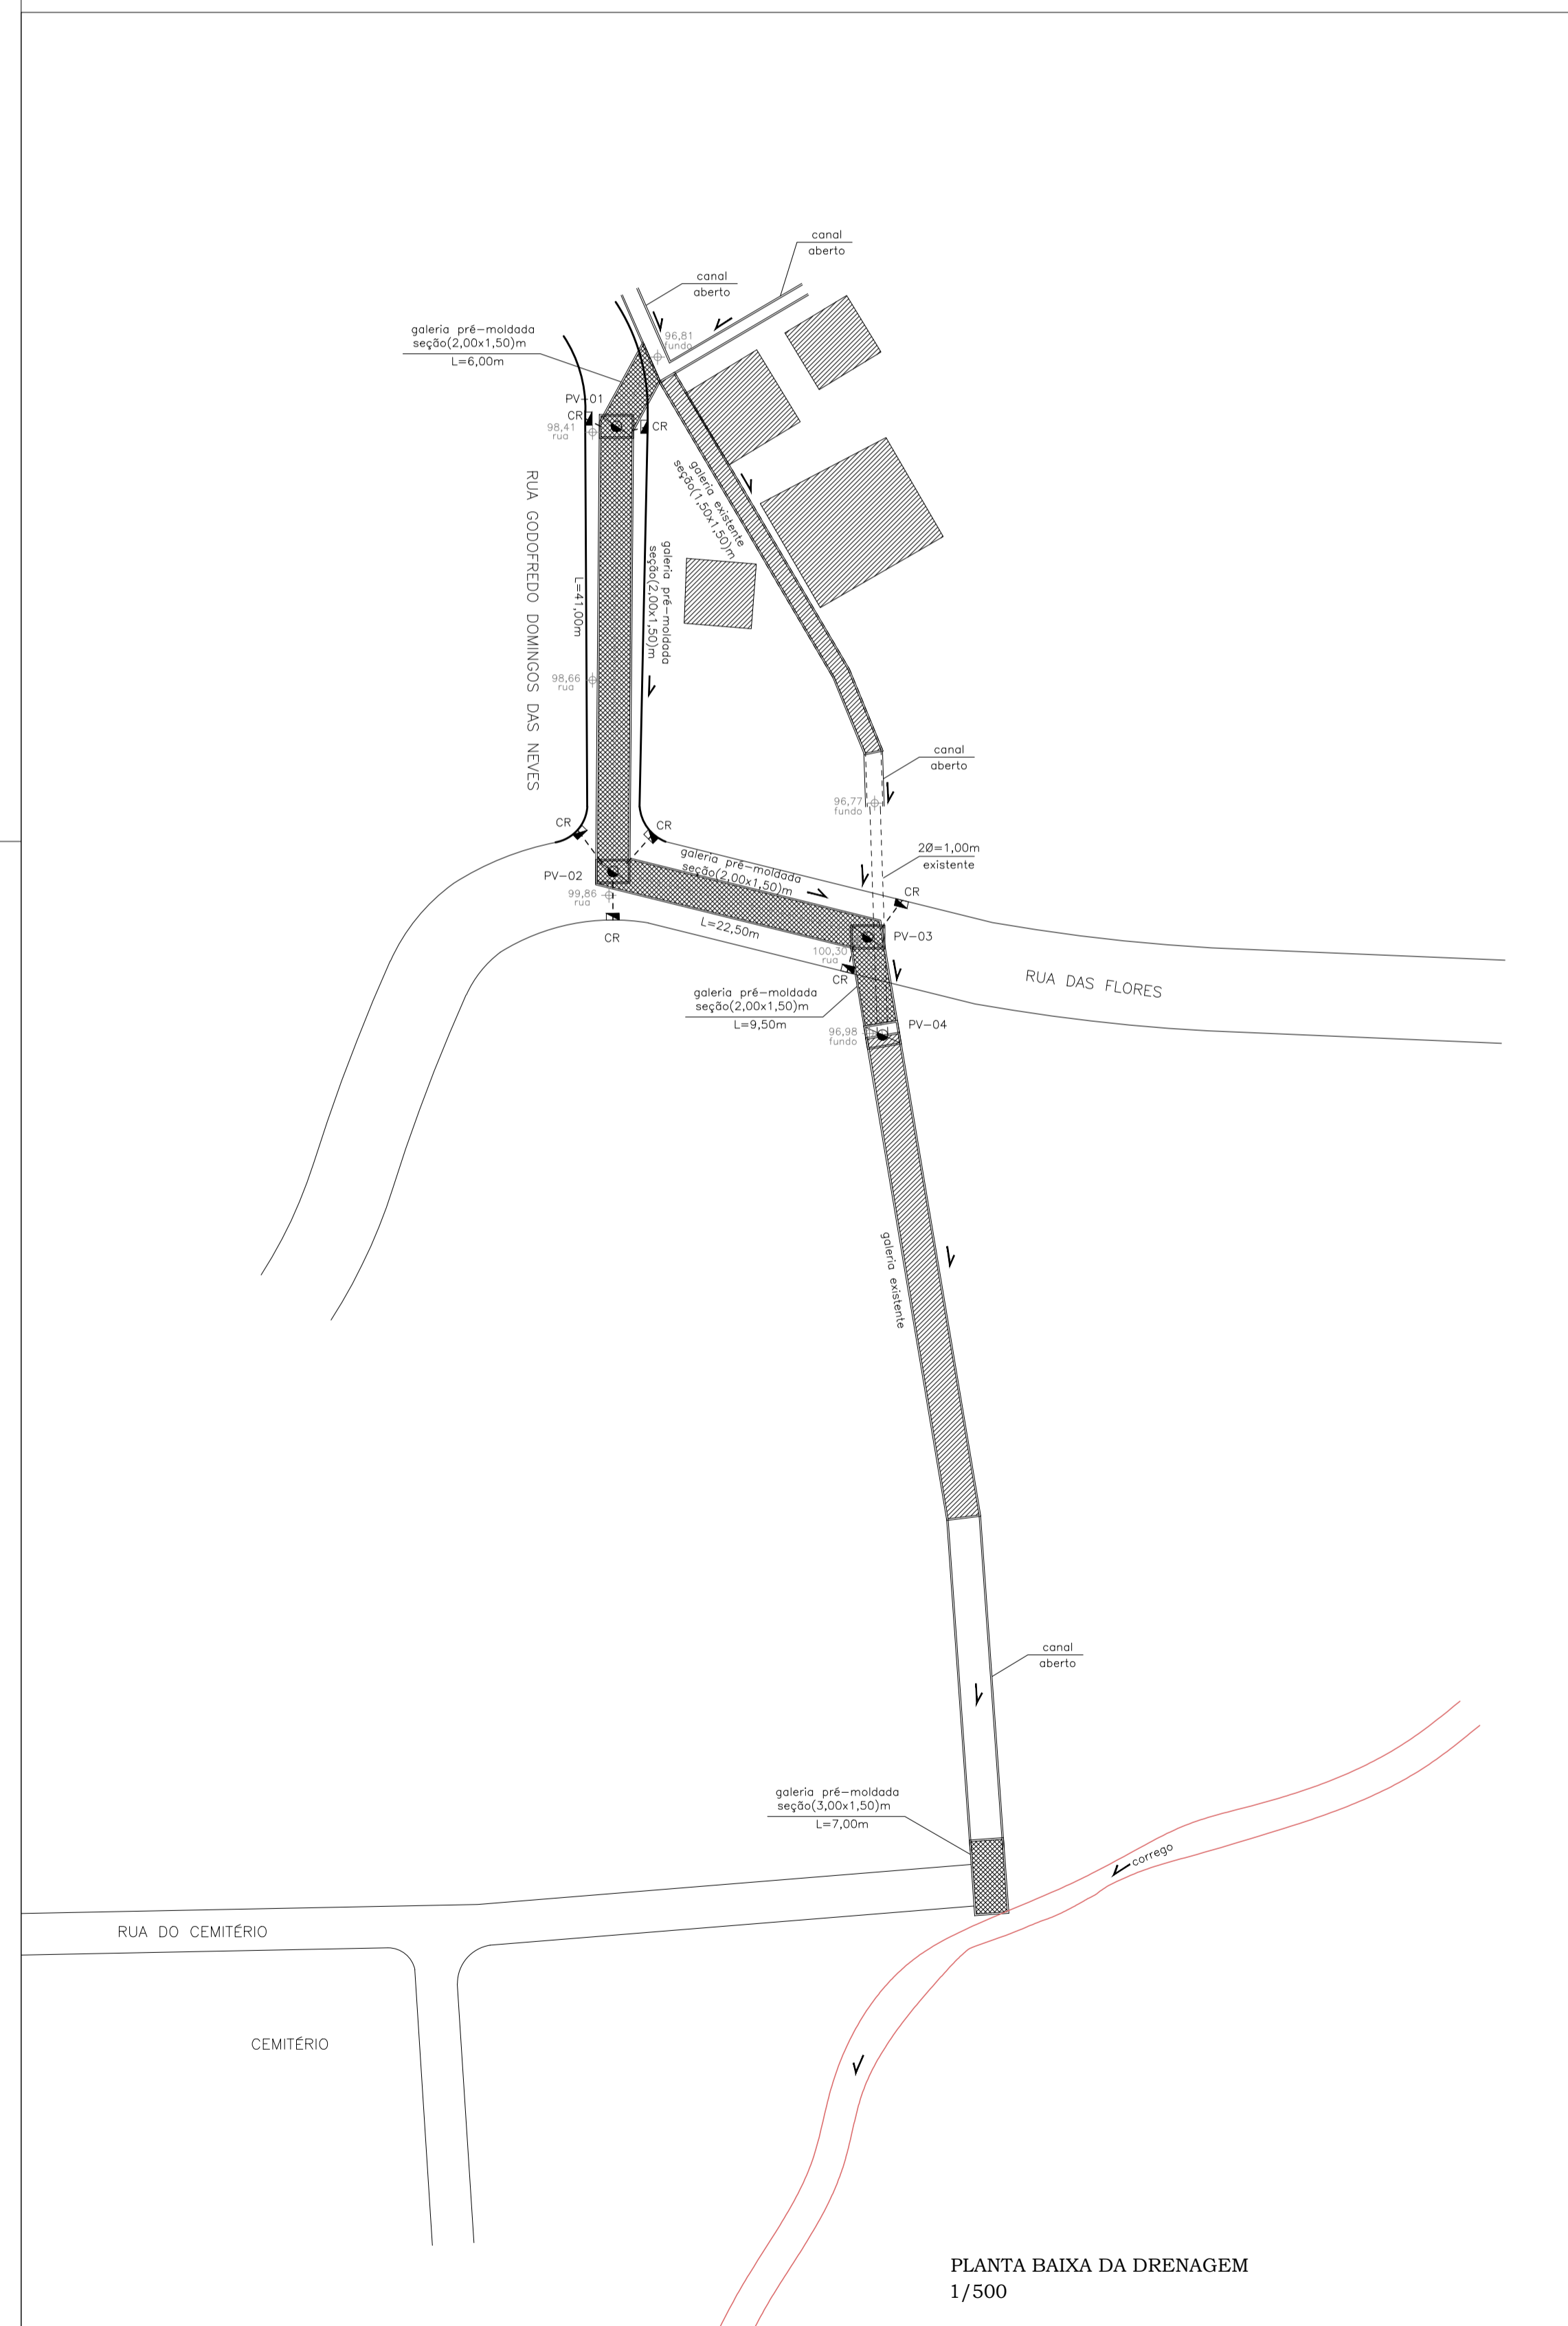 canal
aberto
canal
aberto
galeria pré-moldada
seção(2,00x1,50)m
L=6,00m
96,81
fundo
PV-01
CR
CR
98,41
rua
galeria existente
seção(1,50x1,50)m
RUA GODOFREDO DOMINGOS DAS NEVES
L=41,00m
galeria pré-moldada
seção(2,00x1,50)m
98,66
rua
canal
aberto
96,77
fundo
CR
CR
2Ø=1,00m
existente
galeria pré-moldada
seção(2,00x1,50)m
PV-02
99,86
rua
CR
L=22,50m
CR
PV-03
100,30
rua
CR
RUA DAS FLORES
galeria pré-moldada
seção(2,00x1,50)m
L=9,50m
PV-04
96,98
fundo
galeria existente
canal
aberto
galeria pré-moldada
seção(3,00x1,50)m
L=7,00m
corrego
RUA DO CEMITÉRIO
CEMITÉRIO
PLANTA BAIXA DA DRENAGEM
1/500